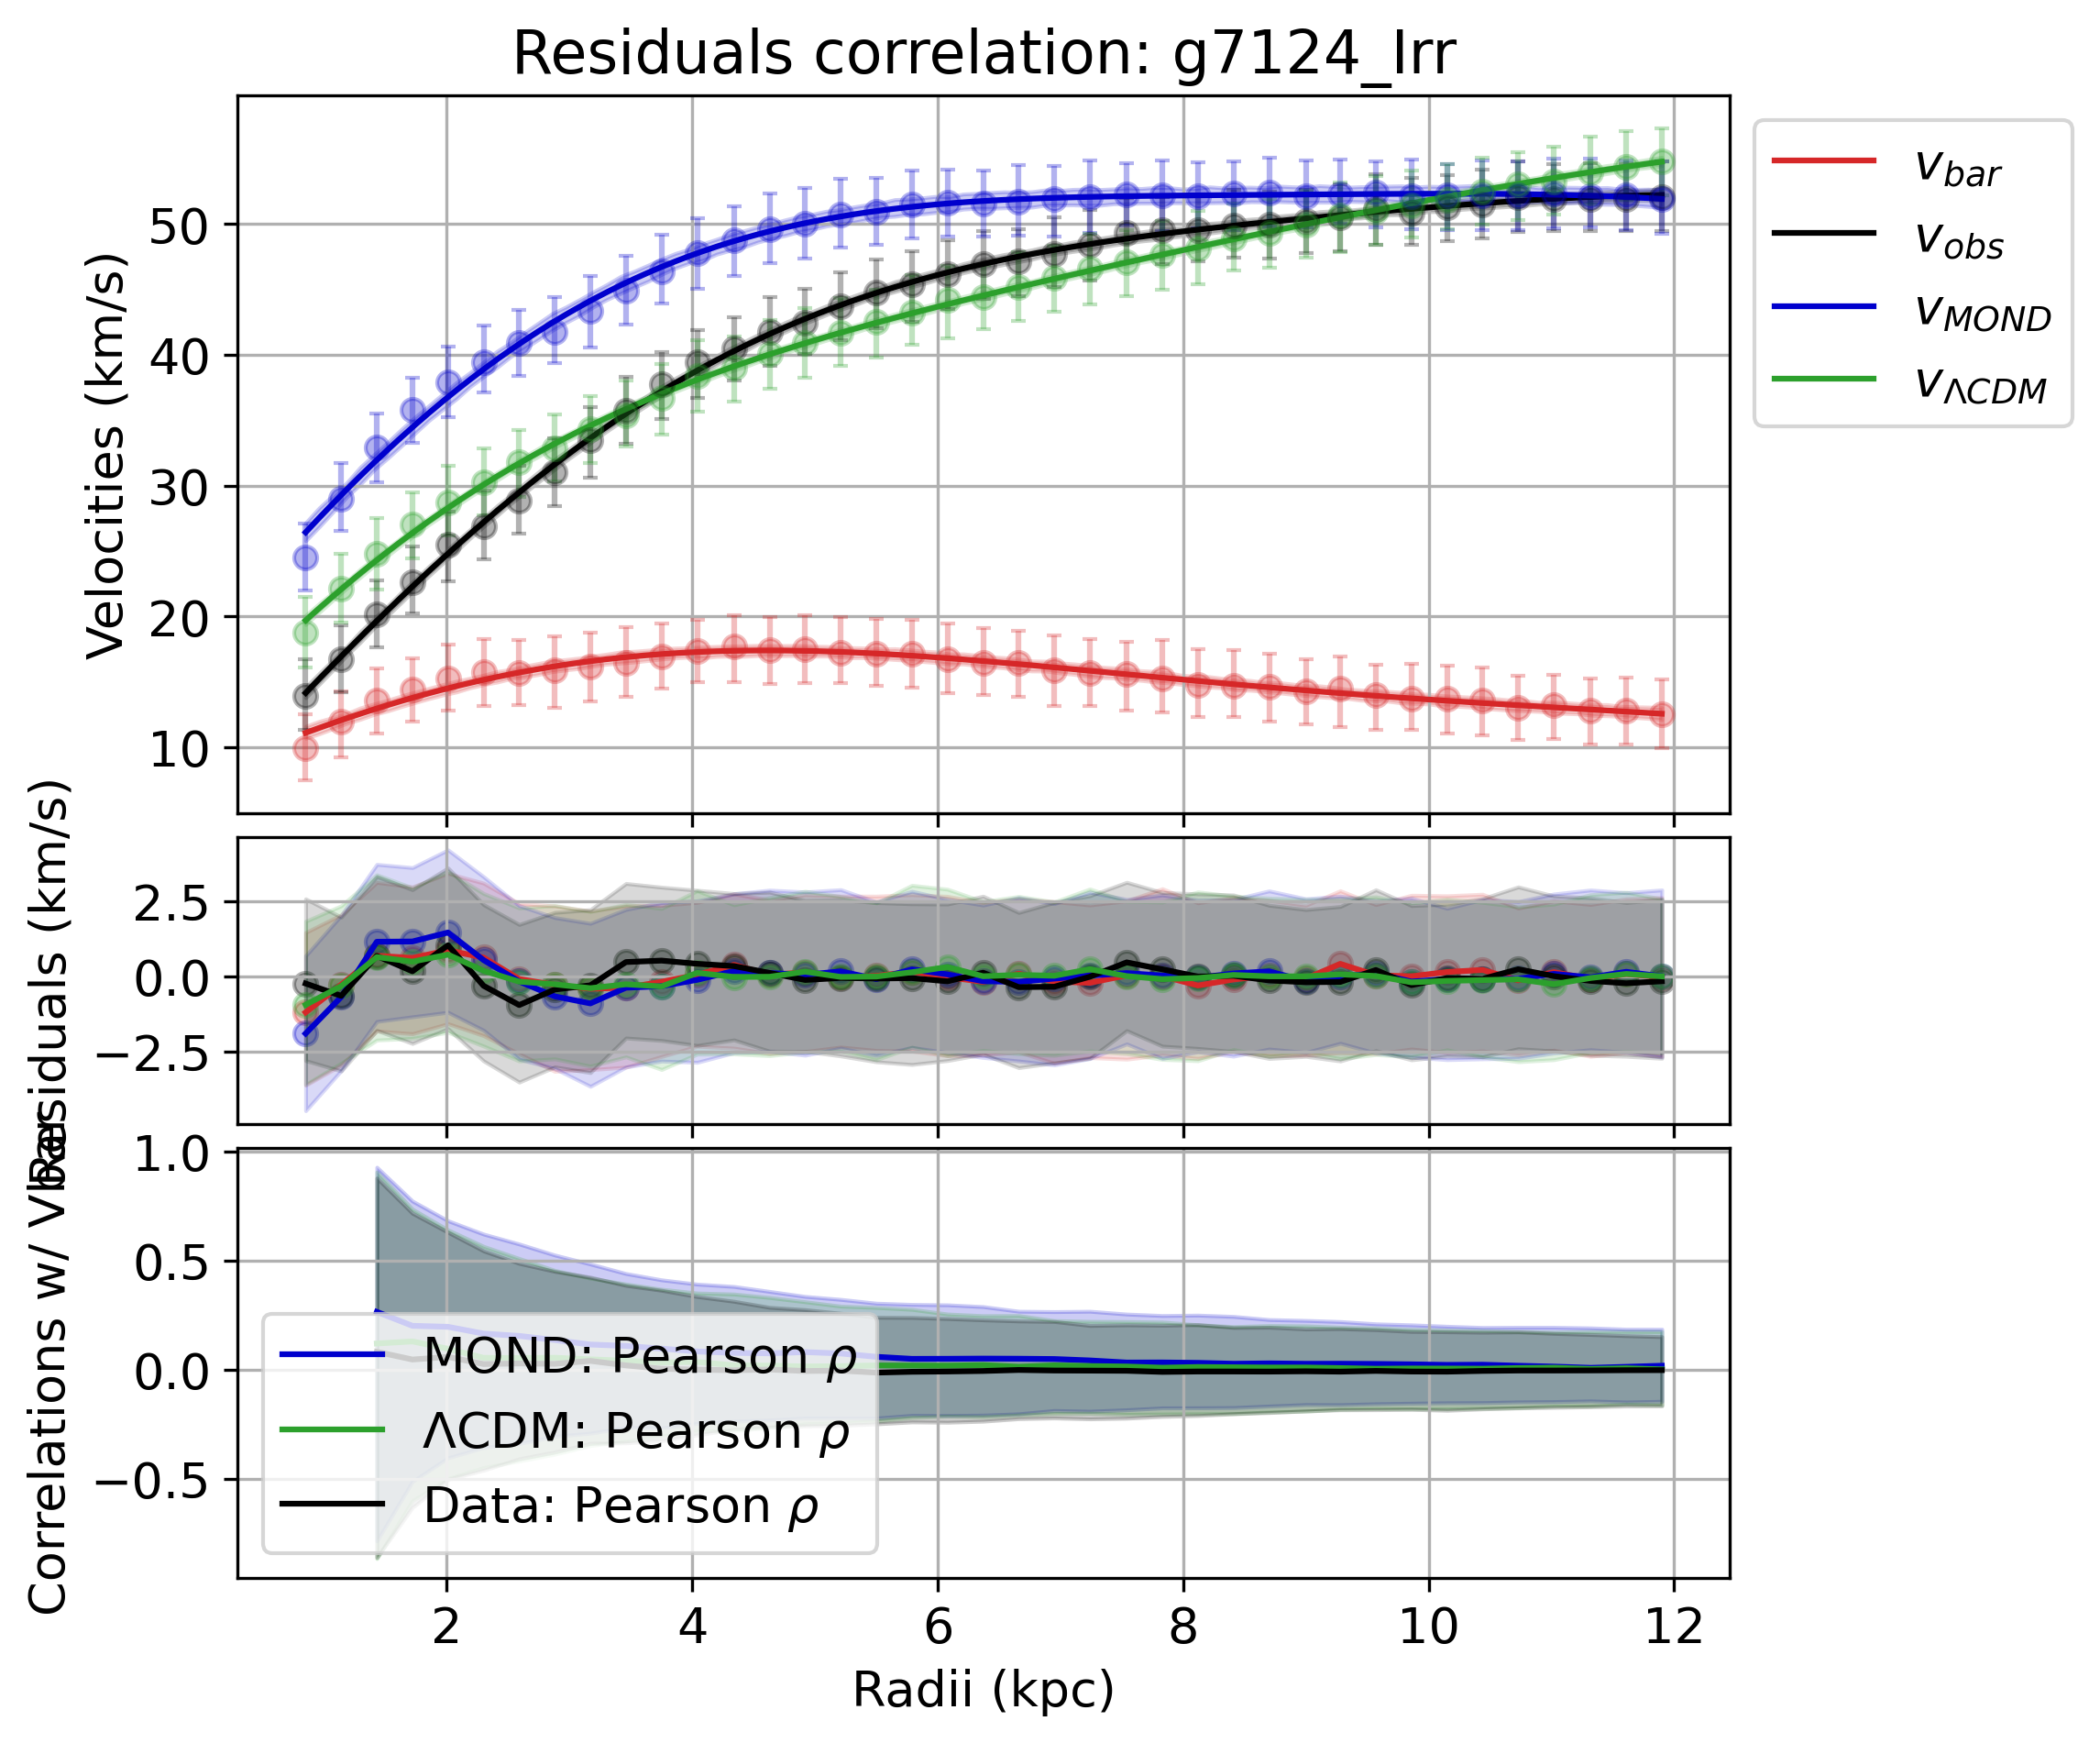 Residuals correlation: g7124_Irr
Velocities (km/s)
50
40
30
20
10
v_bar
v_obs
v_MOND
v_ΛCDM
Residuals (km/s)
2.5
0.0
−2.5
Correlations w/ Vbar
1.0
0.5
0.0
−0.5
MOND: Pearson ρ
ΛCDM: Pearson ρ
Data: Pearson ρ
2 4 6 8 10 12
Radii (kpc)